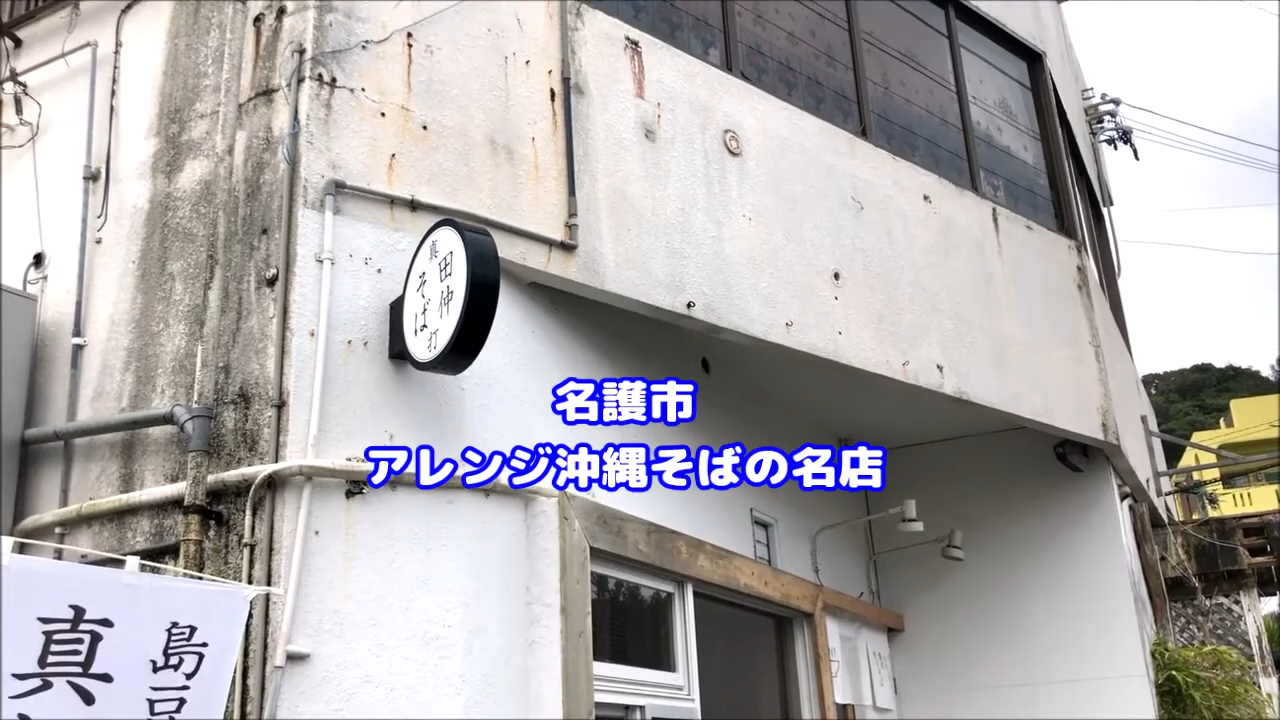 真打
田仲
そば
名護市
アレンジ沖縄そばの名店
真
島豆